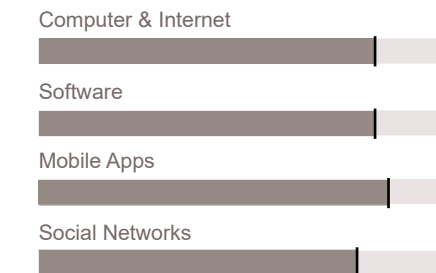 Computer & Internet
Software
Mobile Apps
Social Networks